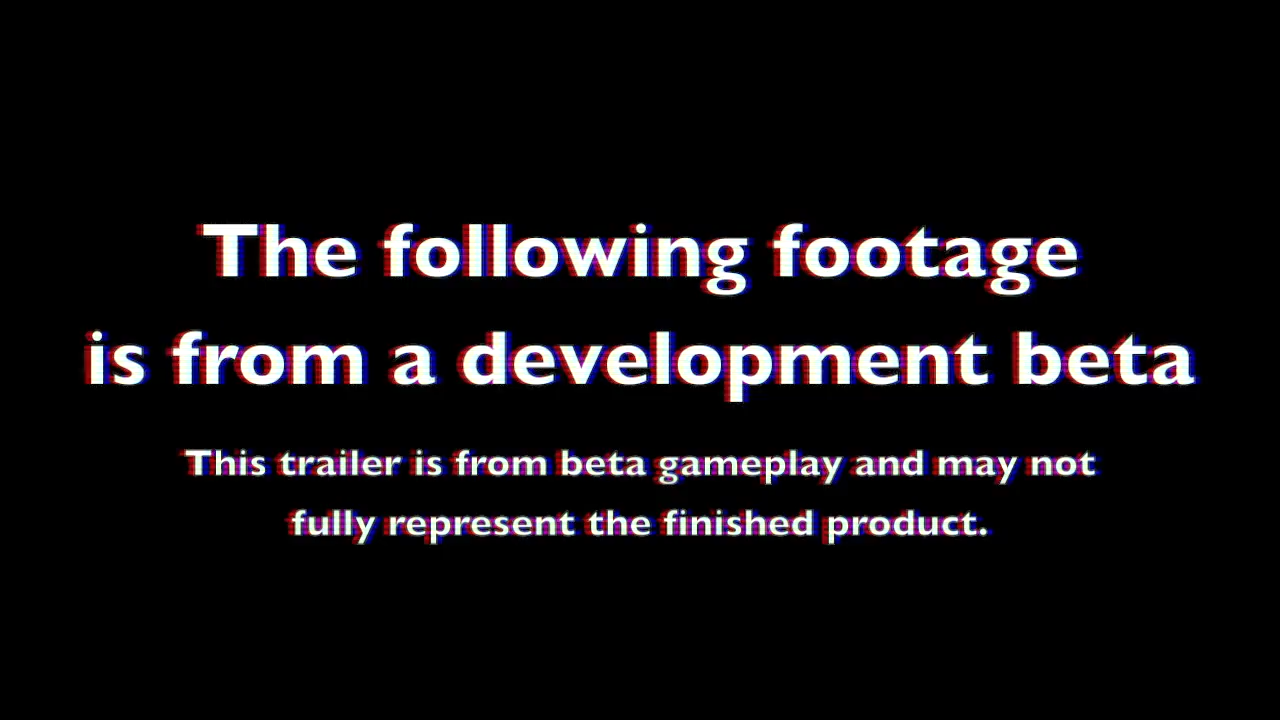 The following footage
is from a development beta
This trailer is from beta gameplay and may not
fully represent the finished product.